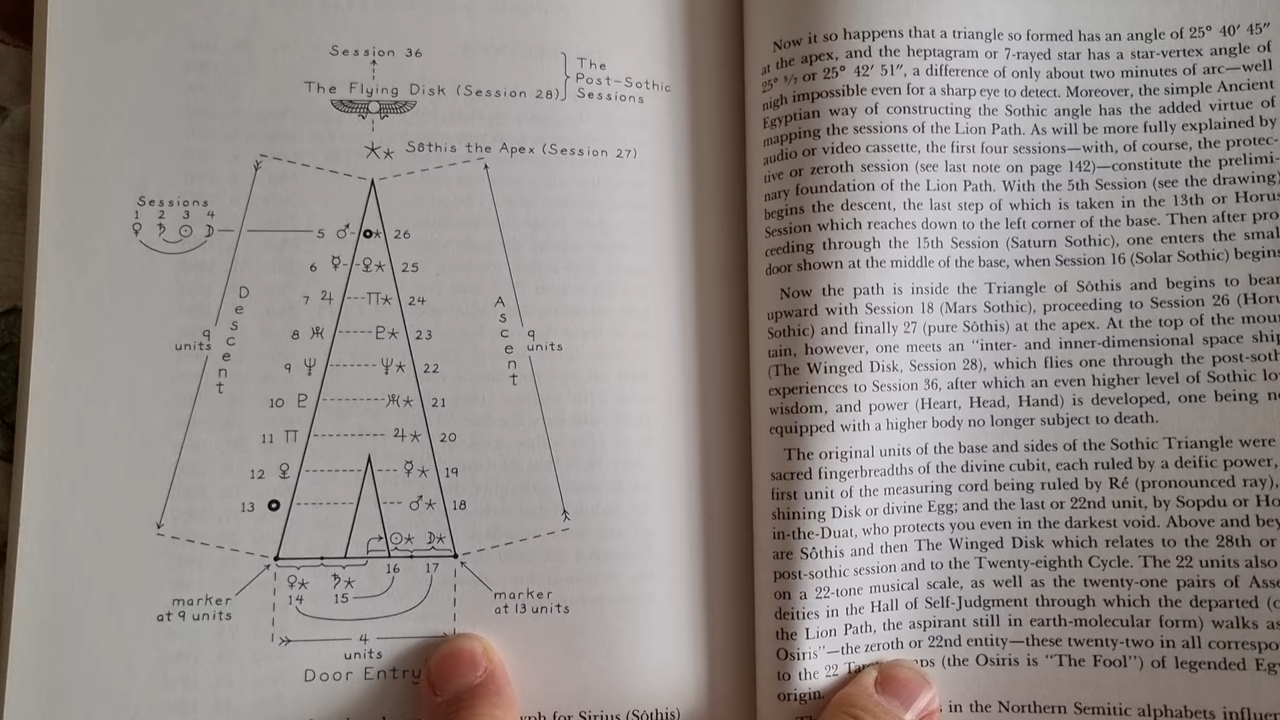 Session 36
The Flying Disk (Session 28)
The
Post-Sothic
Sessions
Sôthis the Apex (Session 27)
Sessions
1 2 3 4
♀ ♄ ☉ ☽
5 ♂ 26
6 ☿ ♀ 25
7 ♃ 24
8 23
9 ♆ ♆ 22
10 ♇ 21
11 ♃ 20
12 ♀ ☿ 19
13 ♂ 18
Descent
Ascent
9
units
9
units
16 17
14 15
marker
at 9 units
marker
at 13 units
4
units
Door Entry
yph for Sirius (Sôthis)
Now it so happens that a triangle so formed has an angle of 25° 40′ 45″
at the apex, and the heptagram or 7-rayed star has a star-vertex angle of
25° 5/7 or 25° 42′ 51″, a difference of only about two minutes of arc—well
nigh impossible even for a sharp eye to detect. Moreover, the simple Ancient
Egyptian way of constructing the Sothic angle has the added virtue of
mapping the sessions of the Lion Path. As will be more fully explained by
audio or video cassette, the first four sessions—with, of course, the protec-
tive or zeroth session (see last note on page 142)—constitute the prelimi-
nary foundation of the Lion Path. With the 5th Session (see the drawing)
begins the descent, the last step of which is taken in the 13th or Horus
Session which reaches down to the left corner of the base. Then after pro
ceeding through the 15th Session (Saturn Sothic), one enters the smal
door shown at the middle of the base, when Session 16 (Solar Sothic) begins
Now the path is inside the Triangle of Sôthis and begins to bear
upward with Session 18 (Mars Sothic), proceeding to Session 26 (Hor
Sothic) and finally 27 (pure Sôthis) at the apex. At the top of the moun
tain, however, one meets an “inter- and inner-dimensional space ship
(The Winged Disk, Session 28), which flies one through the post-soth
experiences to Session 36, after which an even higher level of Sothic lo
wisdom, and power (Heart, Head, Hand) is developed, one being n
equipped with a higher body no longer subject to death.
The original units of the base and sides of the Sothic Triangle were
sacred fingerbreadths of the divine cubit, each ruled by a deific power,
first unit of the measuring cord being ruled by Ré (pronounced ray),
shining Disk or divine Egg; and the last or 22nd unit, by Sopdu or Ho
in-the-Duat, who protects you even in the darkest void. Above and bey
are Sôthis and then The Winged Disk which relates to the 28th or
post-sothic session and to the Twenty-eighth Cycle. The 22 units also
on a 22-tone musical scale, as well as the twenty-one pairs of Asse
deities in the Hall of Self-Judgment through which the departed (
the Lion Path, the aspirant still in earth-molecular form) walks as
Osiris”—the zeroth or 22nd entity—these twenty-two in all correspo
to the 22 Tar ps (the Osiris is “The Fool”) of legended Eg
origin.
in the Northern Semitic alphabets influe